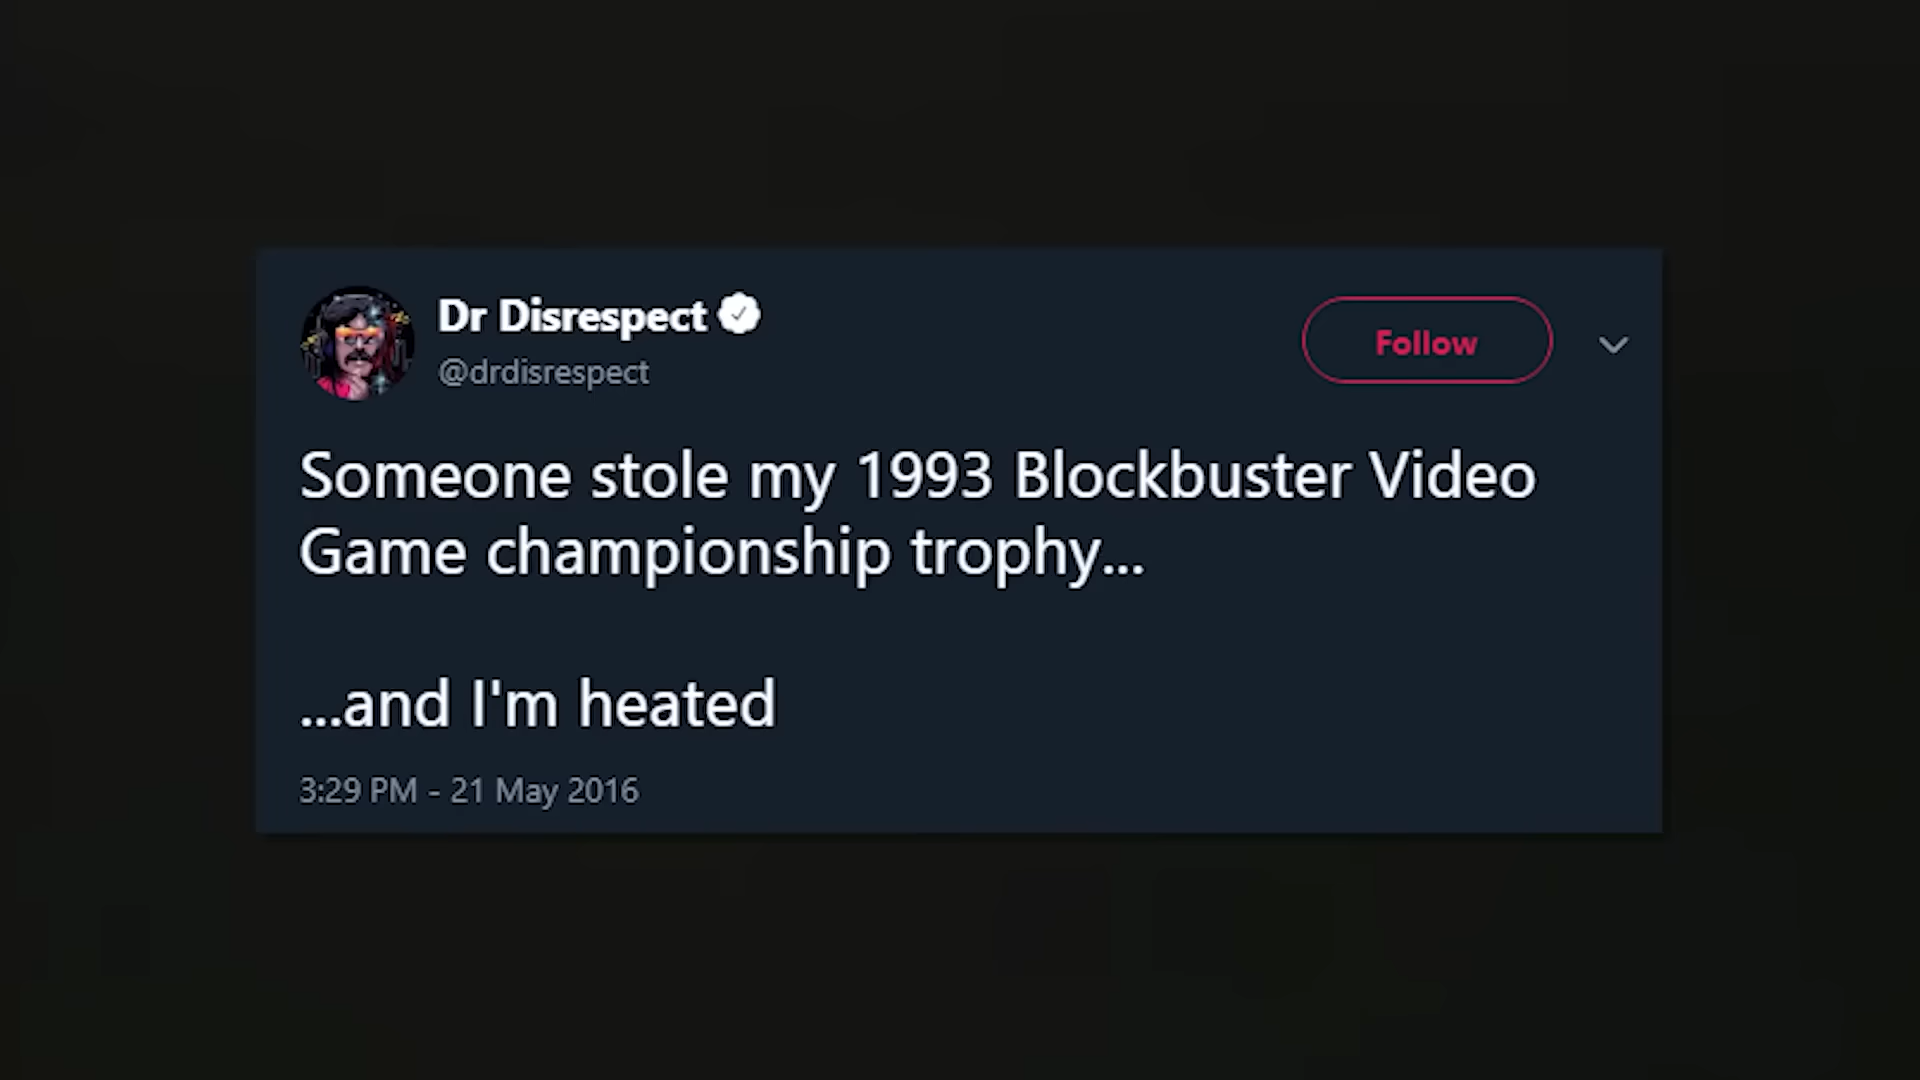 Dr Disrespect
@drdisrespect
Follow
Someone stole my 1993 Blockbuster Video
Game championship trophy...
...and I'm heated
3:29 PM - 21 May 2016